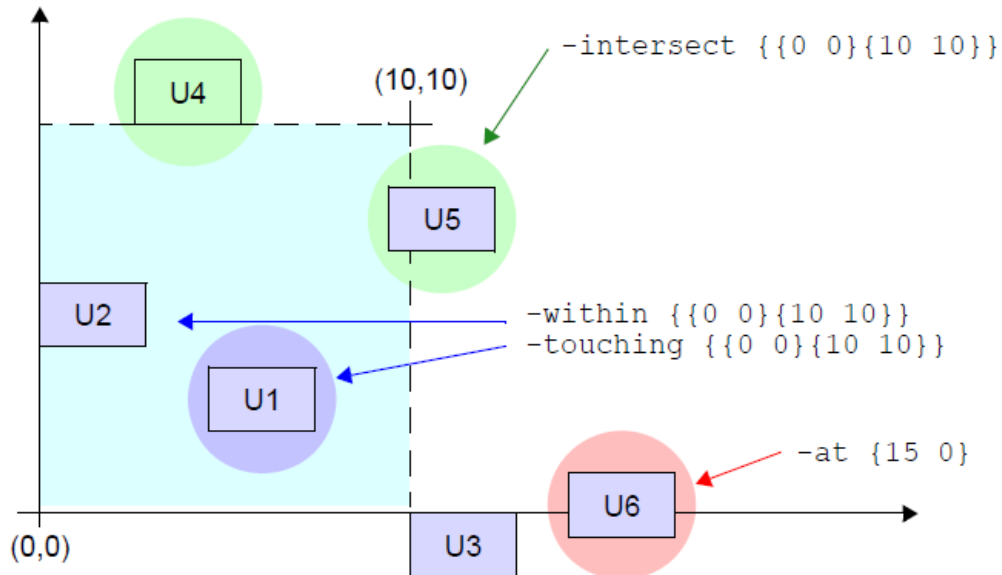 -intersect {{0 0}{10 10}}
(10,10)
U4
U5
U2
-within {{0 0}{10 10}}
-touching {{0 0}{10 10}}
U1
-at {15 0}
U6
(0,0)
U3